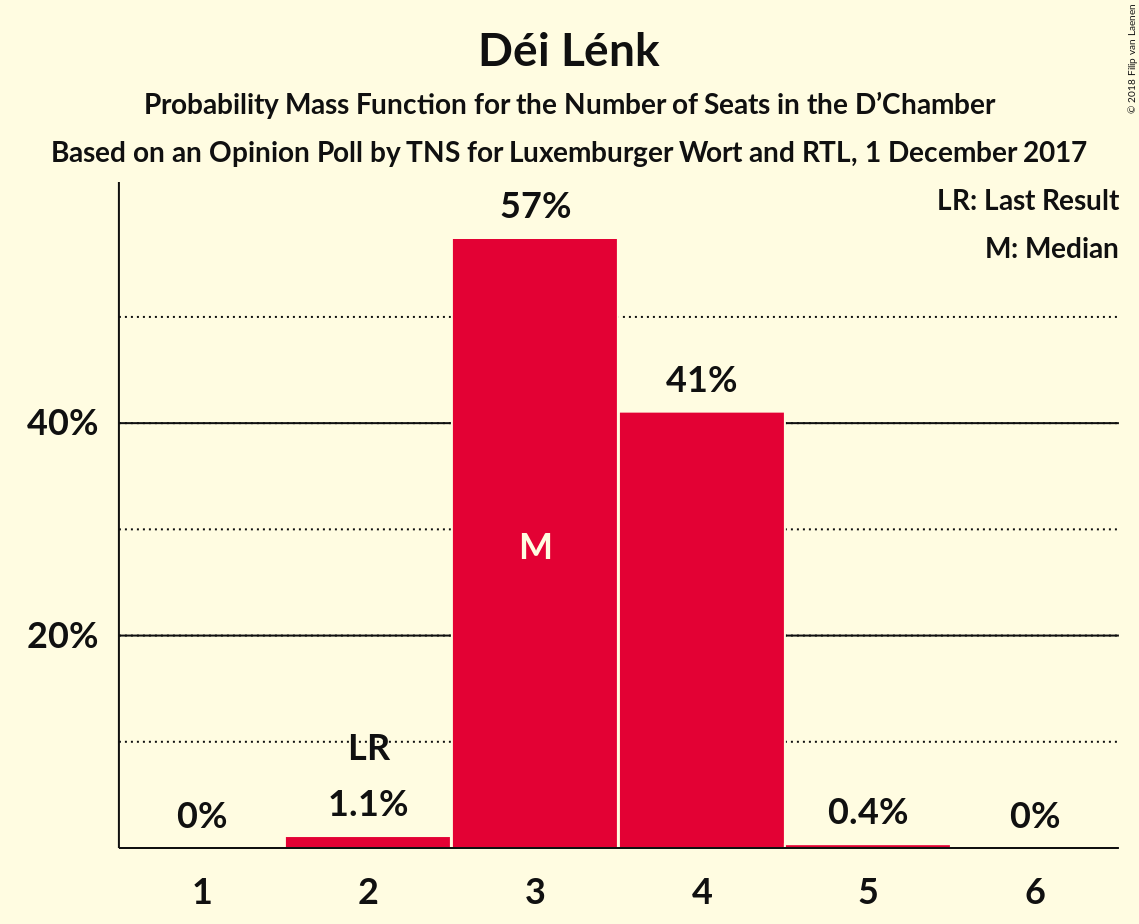 Déi Lénk
Probability Mass Function for the Number of Seats in the D’Chamber
Based on an Opinion Poll by TNS for Luxemburger Wort and RTL, 1 December 2017
© 2018 Filip van Laenen
LR: Last Result
M: Median
57%
41%
40%
M
20%
LR
0%
1.1%
0.4%
0%
1 2 3 4 5 6